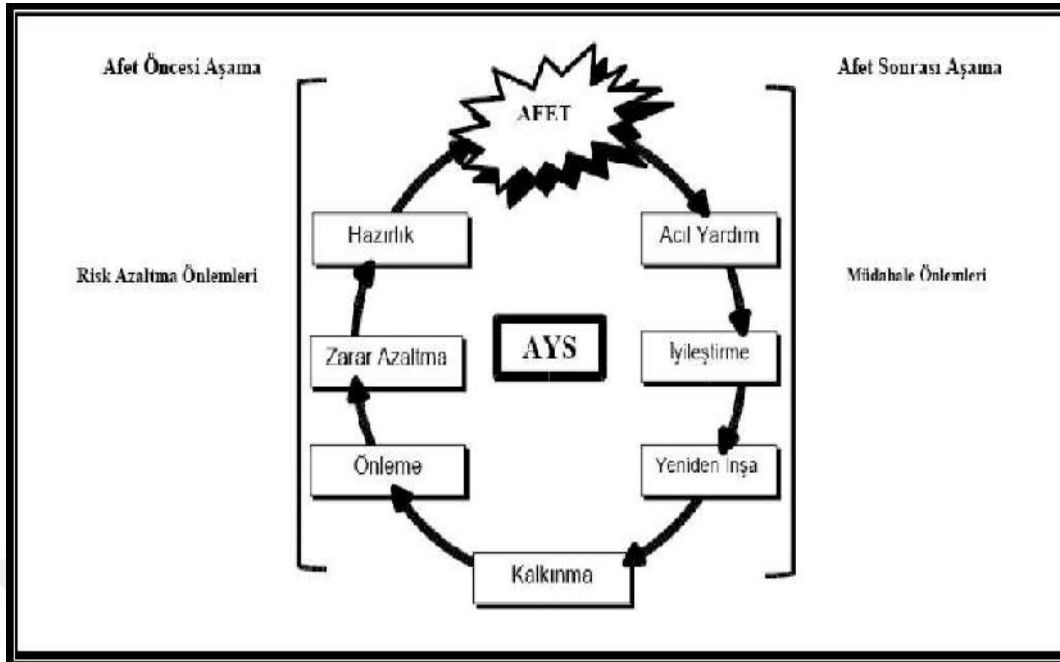 Afet Öncesi Aşama
Afet Sonrası Aşama
AFET
Hazırlık
Acil Yardım
Risk Azaltma Önlemleri
Müdahale Önlemleri
Zarar Azaltma
AYS
İyileştirme
Önleme
Yeniden İnşa
Kalkınma